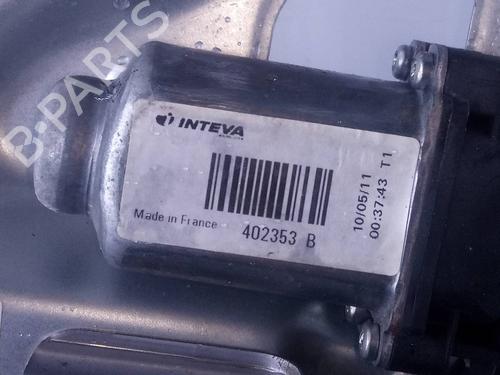 B-PARTS
INTEVA
Made in France
402353 B
10/05/11
00:37:43 T1